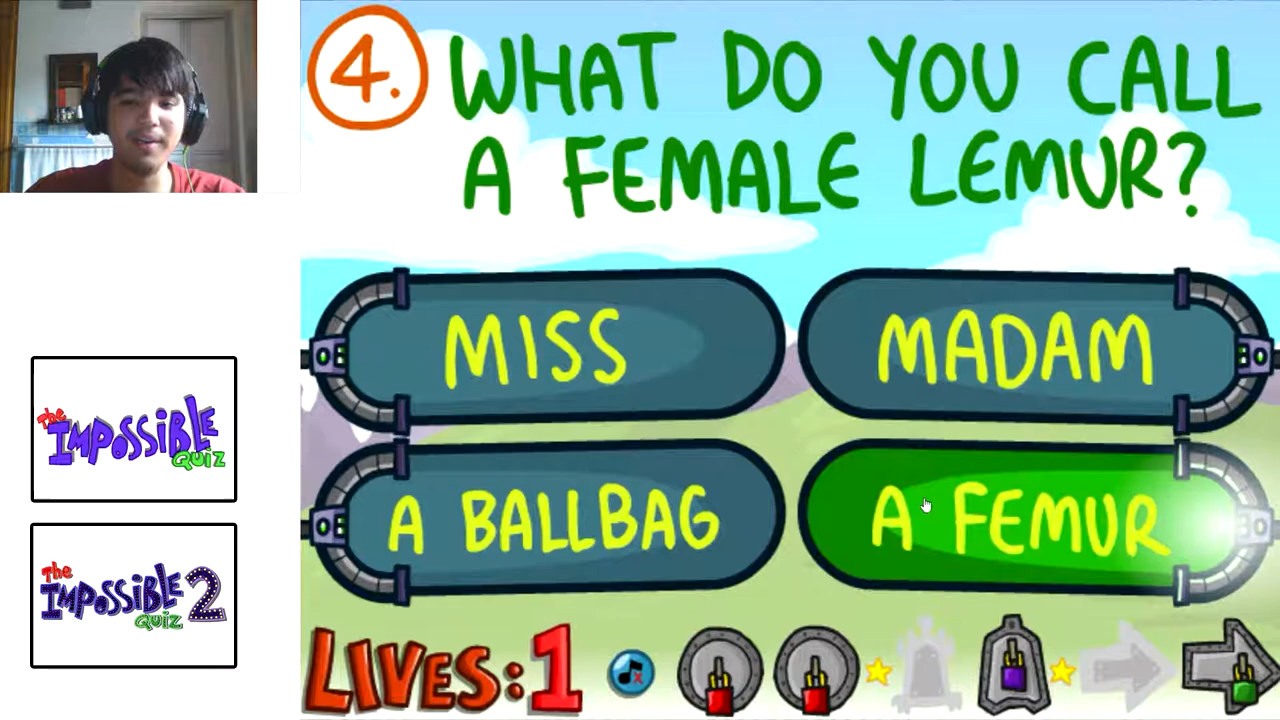 4. WHAT DO YOU CALL
A FEMALE LEMUR?
MISS
MADAM
A BALLBAG
A FEMUR
LIVES: 1
The
IMPOSSIBLE
QUIZ
The
IMPOSSIBLE 2
QUIZ